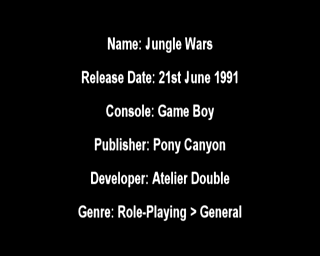 Name: Jungle Wars
Release Date: 21st June 1991
Console: Game Boy
Publisher: Pony Canyon
Developer: Atelier Double
Genre: Role-Playing > General